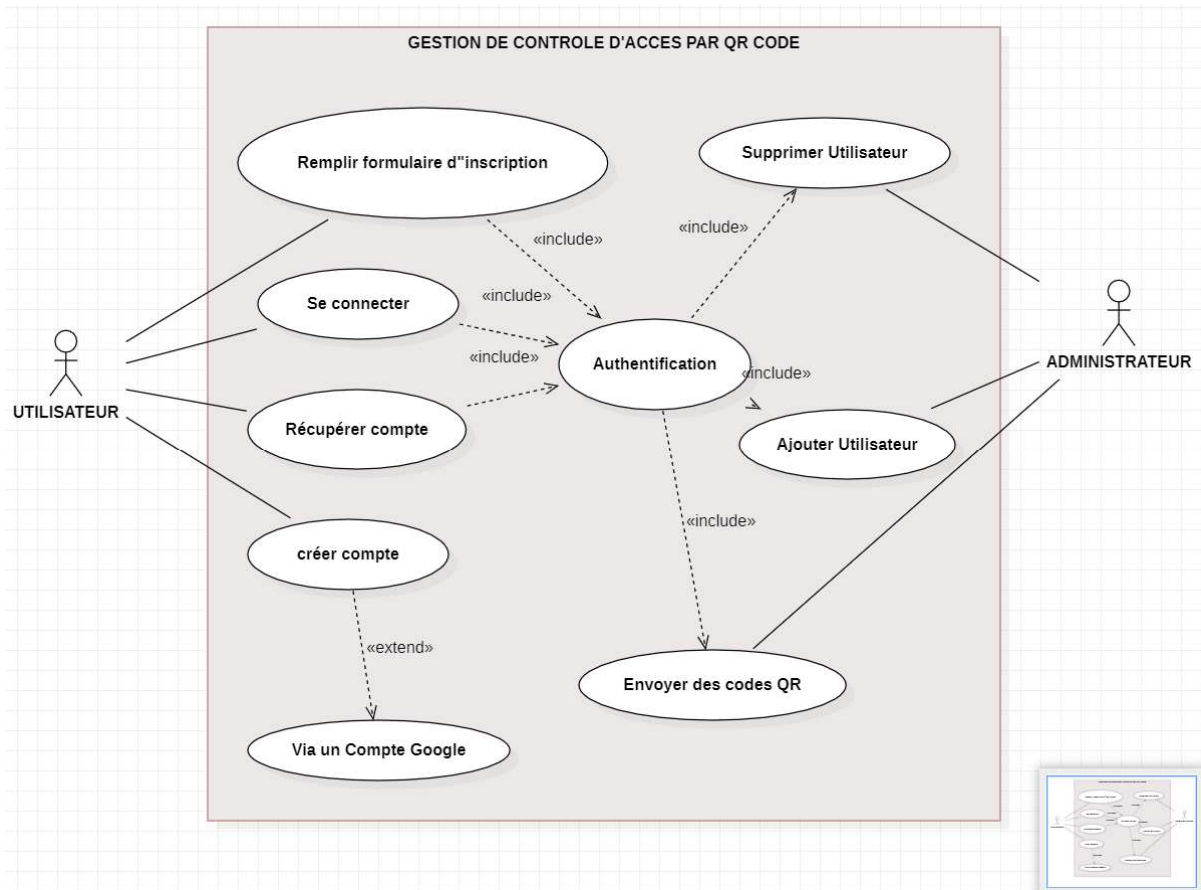 GESTION DE CONTROLE D'ACCES PAR QR CODE
Remplir formulaire d"inscription
Supprimer Utilisateur
«include»
«include»
Se connecter
«include»
«include»
Authentification
«include»
UTILISATEUR
ADMINISTRATEUR
Récupérer compte
Ajouter Utilisateur
«include»
créer compte
«extend»
Envoyer des codes QR
Via un Compte Google